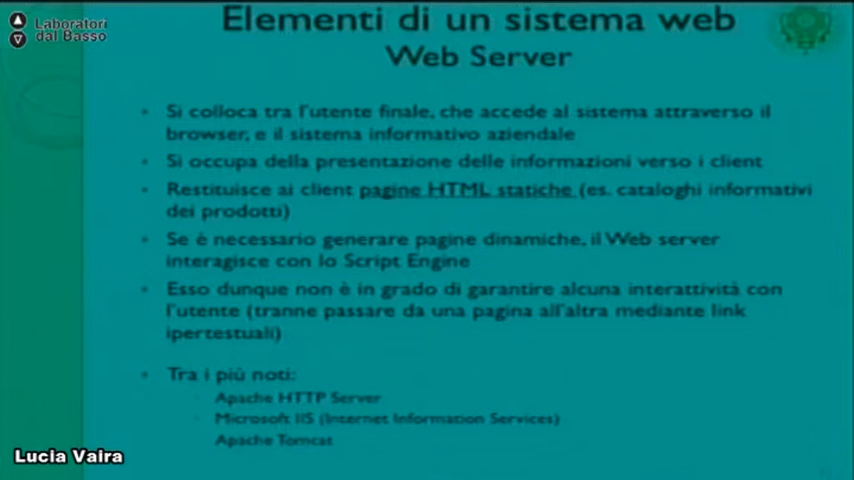 Laboratori
dal Basso
Elementi di un sistema web
Web Server
Si colloca tra l'utente finale, che accede al sistema attraverso il
browser, e il sistema informativo aziendale
Si occupa della presentazione delle informazioni verso i client
Restituisce ai client pagine HTML statiche (es. cataloghi informativi
dei prodotti)
Se è necessario generare pagine dinamiche, il Web server
interagisce con lo Script Engine
Esso dunque non è in grado di garantire alcuna interattività con
l'utente (tranne passare da una pagina all'altra mediante link
ipertestuali)
Tra i più noti:
Apache HTTP Server
Microsoft IIS (Internet Information Services)
Apache Tomcat
Lucia Vaira